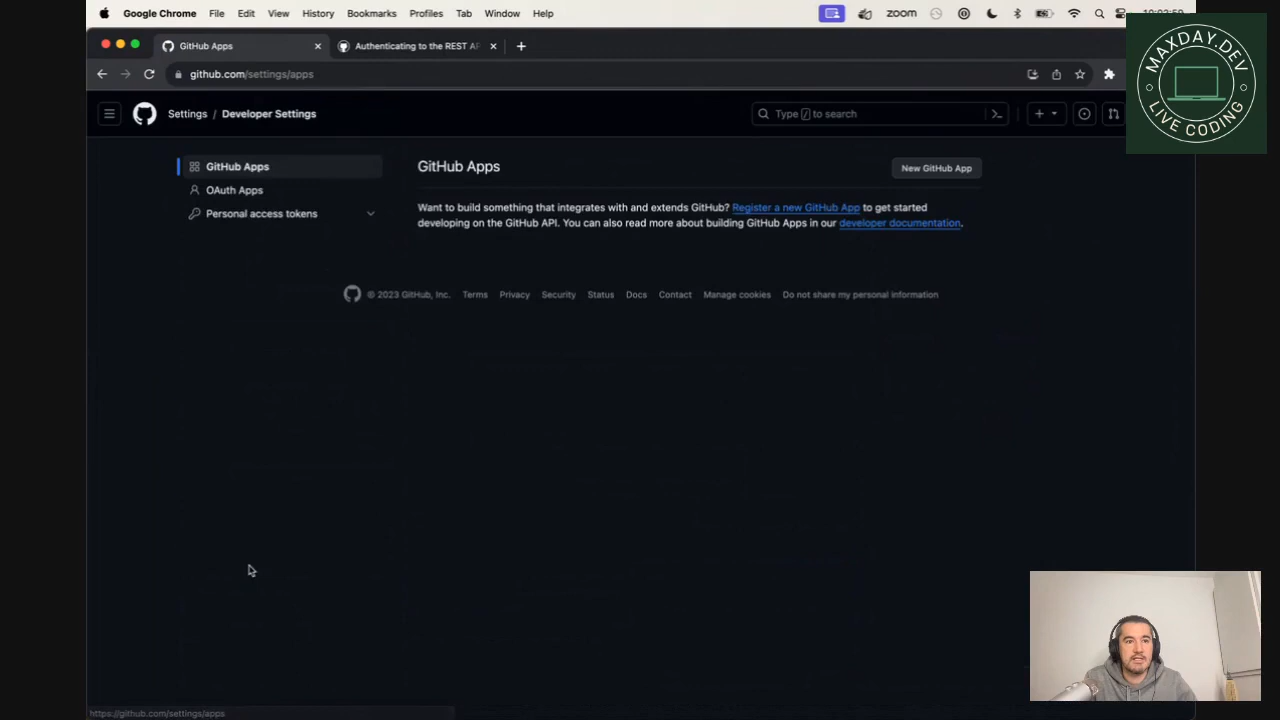 Google Chrome File Edit View History Bookmarks Profiles Tab Window Help
zoom
GitHub Apps
Authenticating to the REST AP
github.com/settings/apps
MAXDAY.DEV
LIVE CODING
Settings / Developer Settings
Type / to search
GitHub Apps
OAuth Apps
Personal access tokens
GitHub Apps
New GitHub App
Want to build something that integrates with and extends GitHub? Register a new GitHub App to get started
developing on the GitHub API. You can also read more about building GitHub Apps in our developer documentation.
© 2023 GitHub, Inc. Terms Privacy Security Status Docs Contact Manage cookies Do not share my personal information
https://github.com/settings/apps